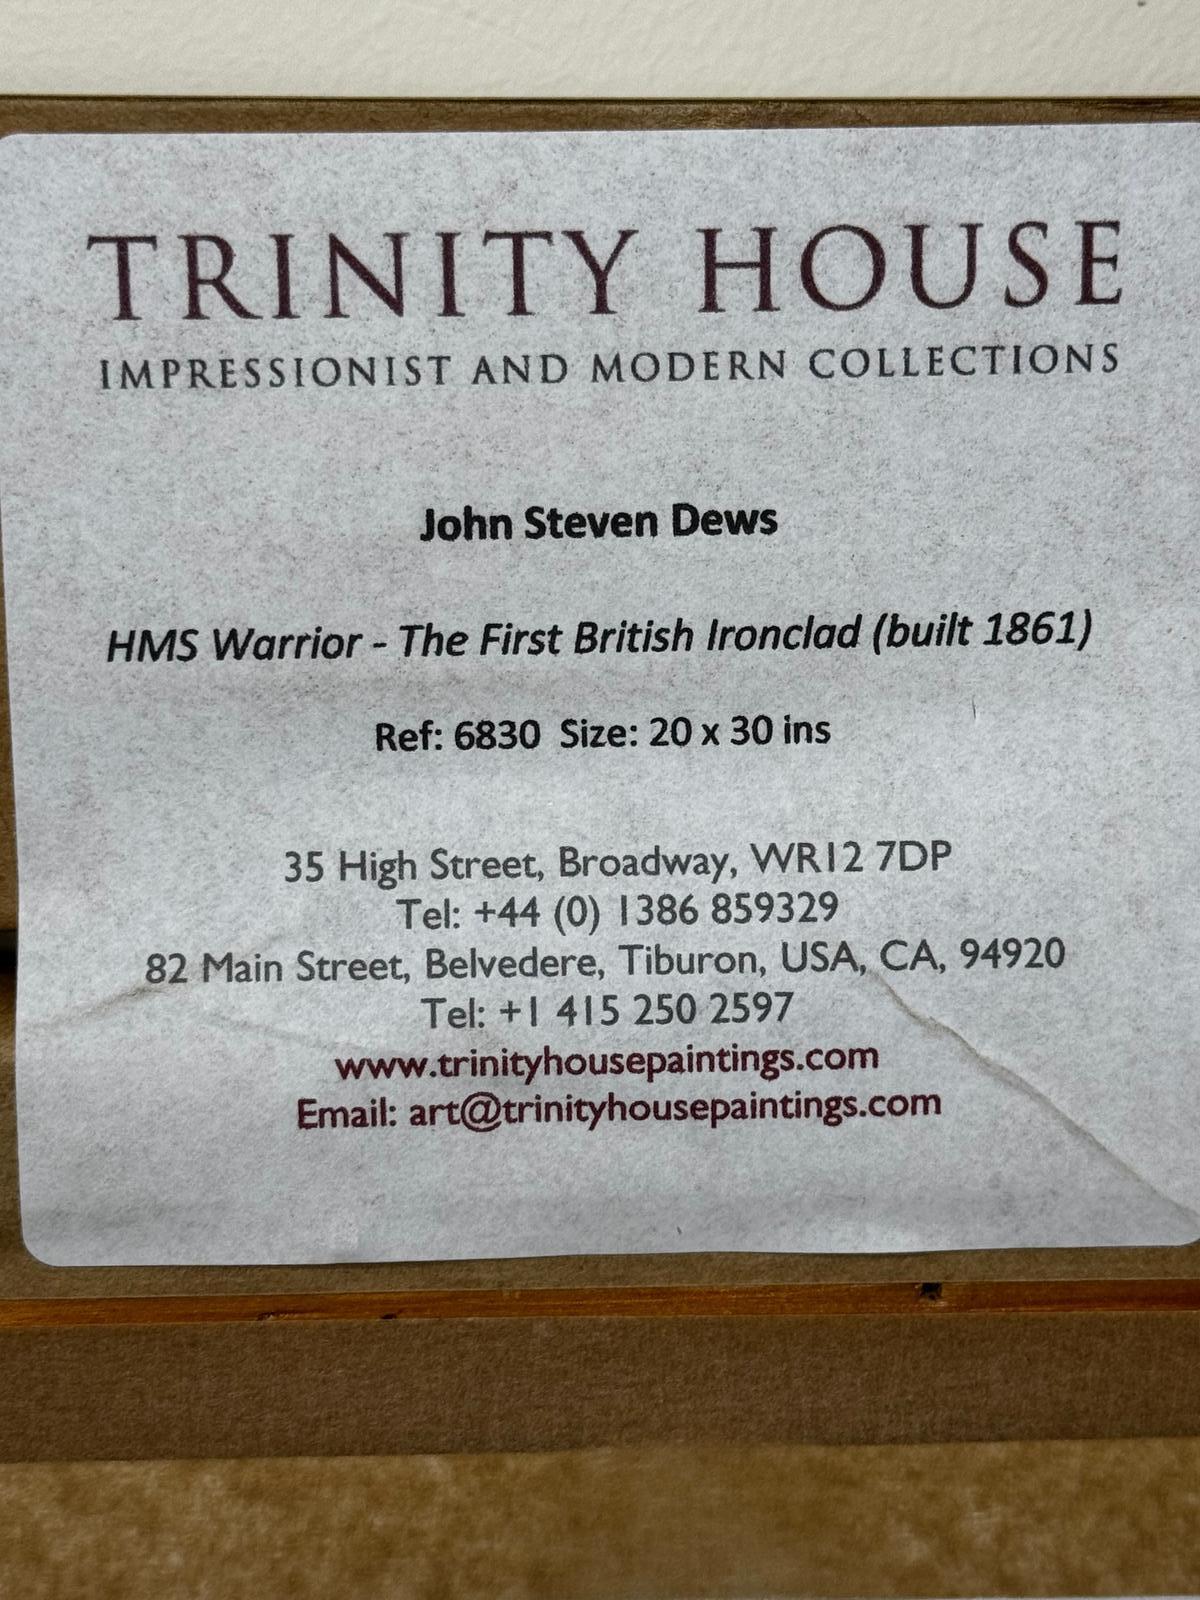 TRINITY HOUSE
IMPRESSIONIST AND MODERN COLLECTIONS
John Steven Dews
HMS Warrior - The First British Ironclad (built 1861)
Ref: 6830  Size: 20 x 30 ins
35 High Street, Broadway, WR12 7DP
Tel: +44 (0) 1386 859329
82 Main Street, Belvedere, Tiburon, USA, CA, 94920
Tel: +1 415 250 2597
www.trinityhousepaintings.com
Email: art@trinityhousepaintings.com